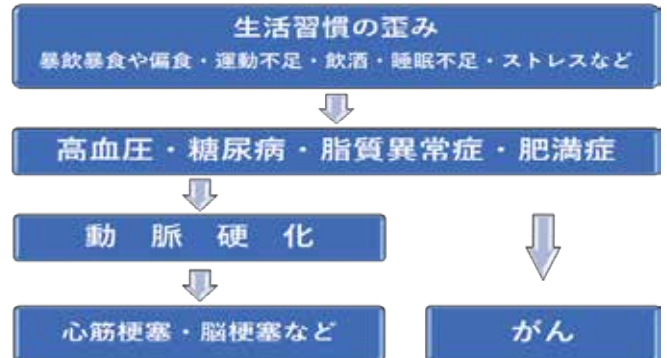 生活習慣の歪み
暴飲暴食や偏食・運動不足・飲酒・睡眠不足・ストレスなど
高血圧・糖尿病・脂質異常症・肥満症
動脈硬化
心筋梗塞・脳梗塞など
がん